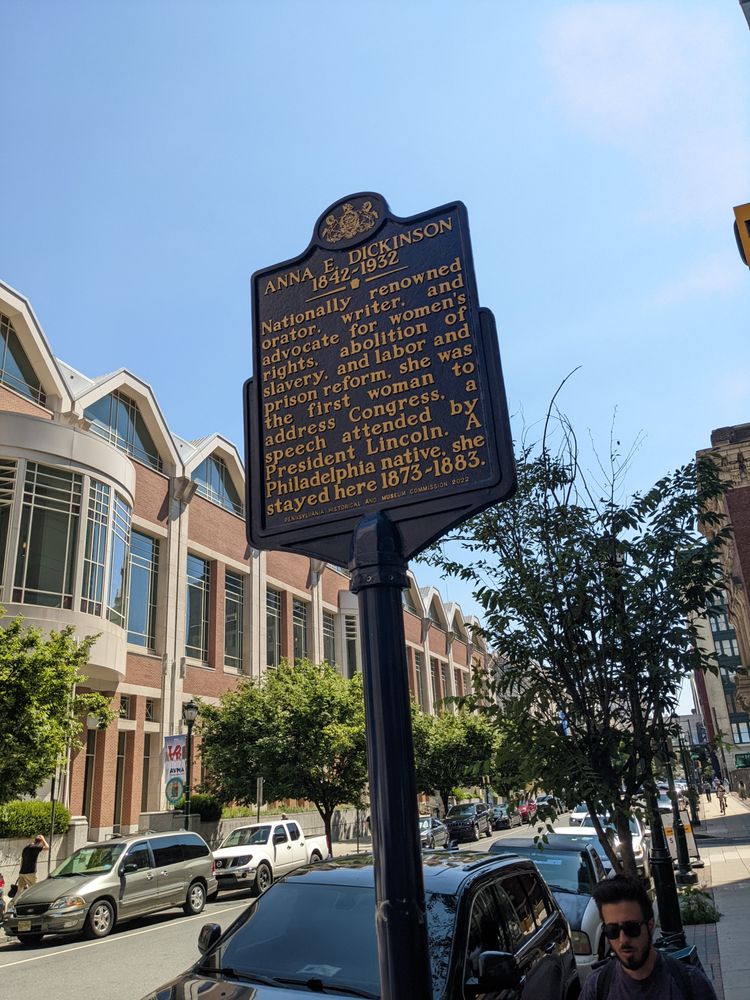 ANNA E. DICKINSON
1842-1932
Nationally renowned
orator, writer, and
advocate for women's
rights, abolition of
slavery, and labor and
prison reform, she was
the first woman to
address Congress, a
speech attended by
President Lincoln. A
Philadelphia native, she
stayed here 1873-1883.
PENNSYLVANIA HISTORICAL AND MUSEUM COMMISSION 2022
AVMA